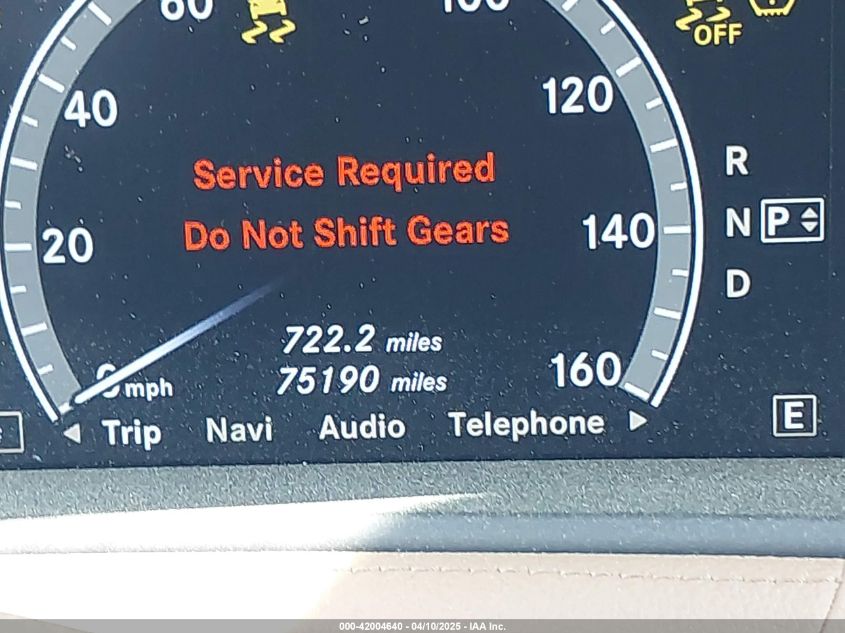 60
100
OFF
40
120
Service Required
R
20
Do Not Shift Gears
140
N P
D
722.2 miles
0 mph
75190 miles
160
Trip Navi Audio Telephone
E
000-42004640 - 04/10/2025 - IAA Inc.